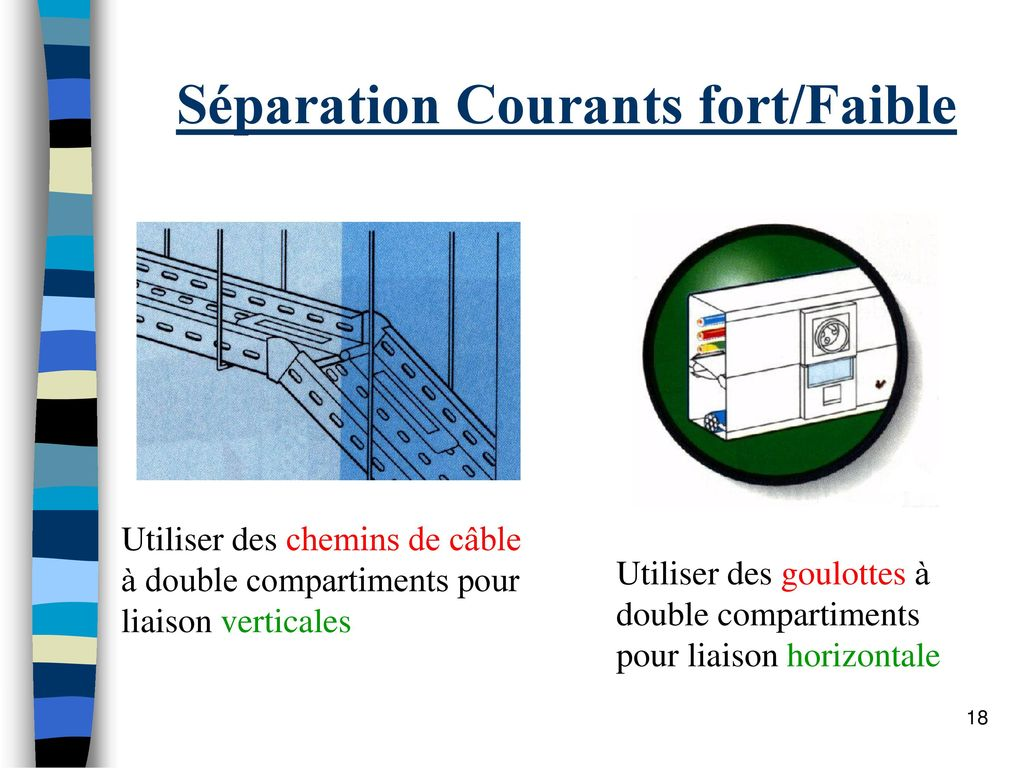 Séparation Courants fort/Faible
Utiliser des chemins de câble
à double compartiments pour
liaison verticales
Utiliser des goulottes à
double compartiments
pour liaison horizontale
18